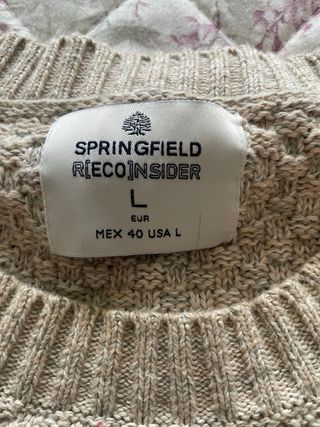 SPRINGFIELD
R[ECO]NSIDER
L
EUR
MEX 40 USA L